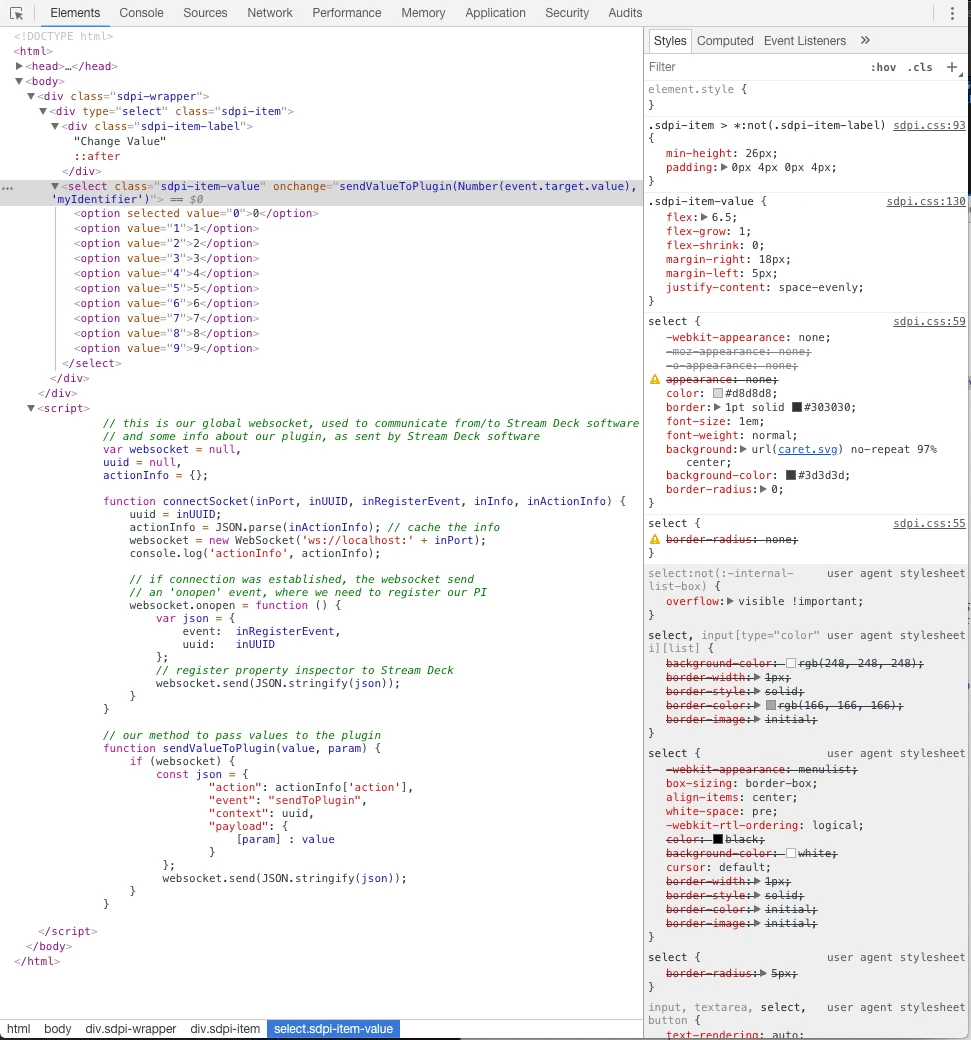 Elements Console Sources Network Performance Memory Application Security Audits
<!DOCTYPE html>
<html>
<head>…</head>
<body>
<div class="sdpi-wrapper">
<div type="select" class="sdpi-item">
<div class="sdpi-item-label">
"Change Value"
::after
</div>
<select class="sdpi-item-value" onchange="sendValueToPlugin(Number(event.target.value),
'myIdentifier')"> == $0
<option selected value="0">0</option>
<option value="1">1</option>
<option value="2">2</option>
<option value="3">3</option>
<option value="4">4</option>
<option value="5">5</option>
<option value="6">6</option>
<option value="7">7</option>
<option value="8">8</option>
<option value="9">9</option>
</select>
</div>
</div>
<script>
// this is our global websocket, used to communicate from/to Stream Deck software
// and some info about our plugin, as sent by Stream Deck software
var websocket = null,
uuid = null,
actionInfo = {};
function connectSocket(inPort, inUUID, inRegisterEvent, inInfo, inActionInfo) {
uuid = inUUID;
actionInfo = JSON.parse(inActionInfo); // cache the info
websocket = new WebSocket('ws://localhost:' + inPort);
console.log('actionInfo', actionInfo);
// if connection was established, the websocket send
// an 'onopen' event, where we need to register our PI
websocket.onopen = function () {
var json = {
event: inRegisterEvent,
uuid: inUUID
};
// register property inspector to Stream Deck
websocket.send(JSON.stringify(json));
}
}
// our method to pass values to the plugin
function sendValueToPlugin(value, param) {
if (websocket) {
const json = {
"action": actionInfo['action'],
"event": "sendToPlugin",
"context": uuid,
"payload": {
[param] : value
}
};
websocket.send(JSON.stringify(json));
}
}
</script>
</body>
</html>
html body div.sdpi-wrapper div.sdpi-item select.sdpi-item-value
Styles Computed Event Listeners »
Filter :hov .cls +
element.style {
}
.sdpi-item > *:not(.sdpi-item-label) sdpi.css:93
{
min-height: 26px;
padding: 0px 4px 0px 4px;
}
.sdpi-item-value { sdpi.css:130
flex: 6.5;
flex-grow: 1;
flex-shrink: 0;
margin-right: 18px;
margin-left: 5px;
justify-content: space-evenly;
}
select { sdpi.css:59
-webkit-appearance: none;
-moz-appearance: none;
-o-appearance: none;
appearance: none;
color: #d8d8d8;
border: 1pt solid #303030;
font-size: 1em;
font-weight: normal;
background: url(caret.svg) no-repeat 97%
center;
background-color: #3d3d3d;
border-radius: 0;
}
select { sdpi.css:55
border-radius: none;
}
select:not(:-internal- user agent stylesheet
list-box) {
overflow: visible !important;
}
select, input[type="color" user agent stylesheet
i][list] {
background-color: rgb(248, 248, 248);
border-width: 1px;
border-style: solid;
border-color: rgb(166, 166, 166);
border-image: initial;
}
select { user agent stylesheet
-webkit-appearance: menulist;
box-sizing: border-box;
align-items: center;
white-space: pre;
-webkit-rtl-ordering: logical;
color: black;
background-color: white;
cursor: default;
border-width: 1px;
border-style: solid;
border-color: initial;
border-image: initial;
}
select { user agent stylesheet
border-radius: 5px;
}
input, textarea, select, user agent stylesheet
button {
text-rendering: auto;